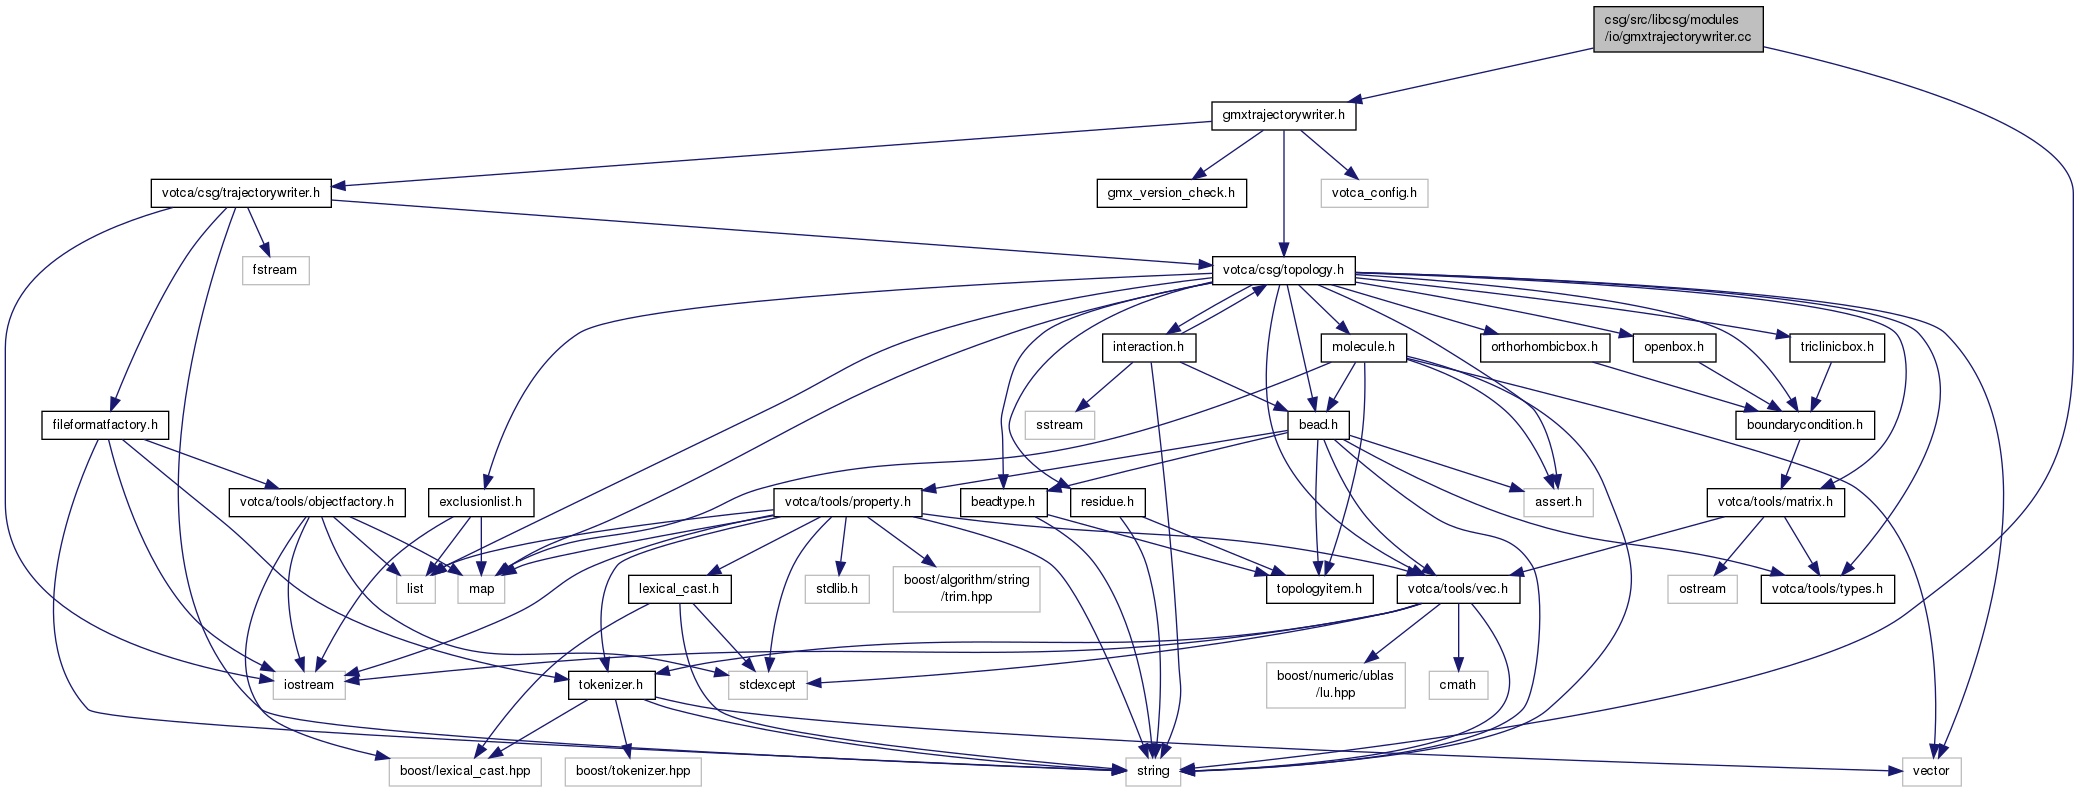 csg/src/libcsg/modules
/io/gmxtrajectorywriter.cc
gmxtrajectorywriter.h
votca/csg/trajectorywriter.h
gmx_version_check.h
votca_config.h
fstream
votca/csg/topology.h
interaction.h
molecule.h
orthorhombicbox.h
openbox.h
triclinicbox.h
fileformatfactory.h
sstream
bead.h
boundarycondition.h
votca/tools/objectfactory.h
exclusionlist.h
votca/tools/property.h
beadtype.h
residue.h
assert.h
votca/tools/matrix.h
list
map
lexical_cast.h
stdlib.h
boost/algorithm/string
/trim.hpp
topologyitem.h
votca/tools/vec.h
ostream
votca/tools/types.h
iostream
tokenizer.h
stdexcept
boost/numeric/ublas
/lu.hpp
cmath
boost/lexical_cast.hpp
boost/tokenizer.hpp
string
vector